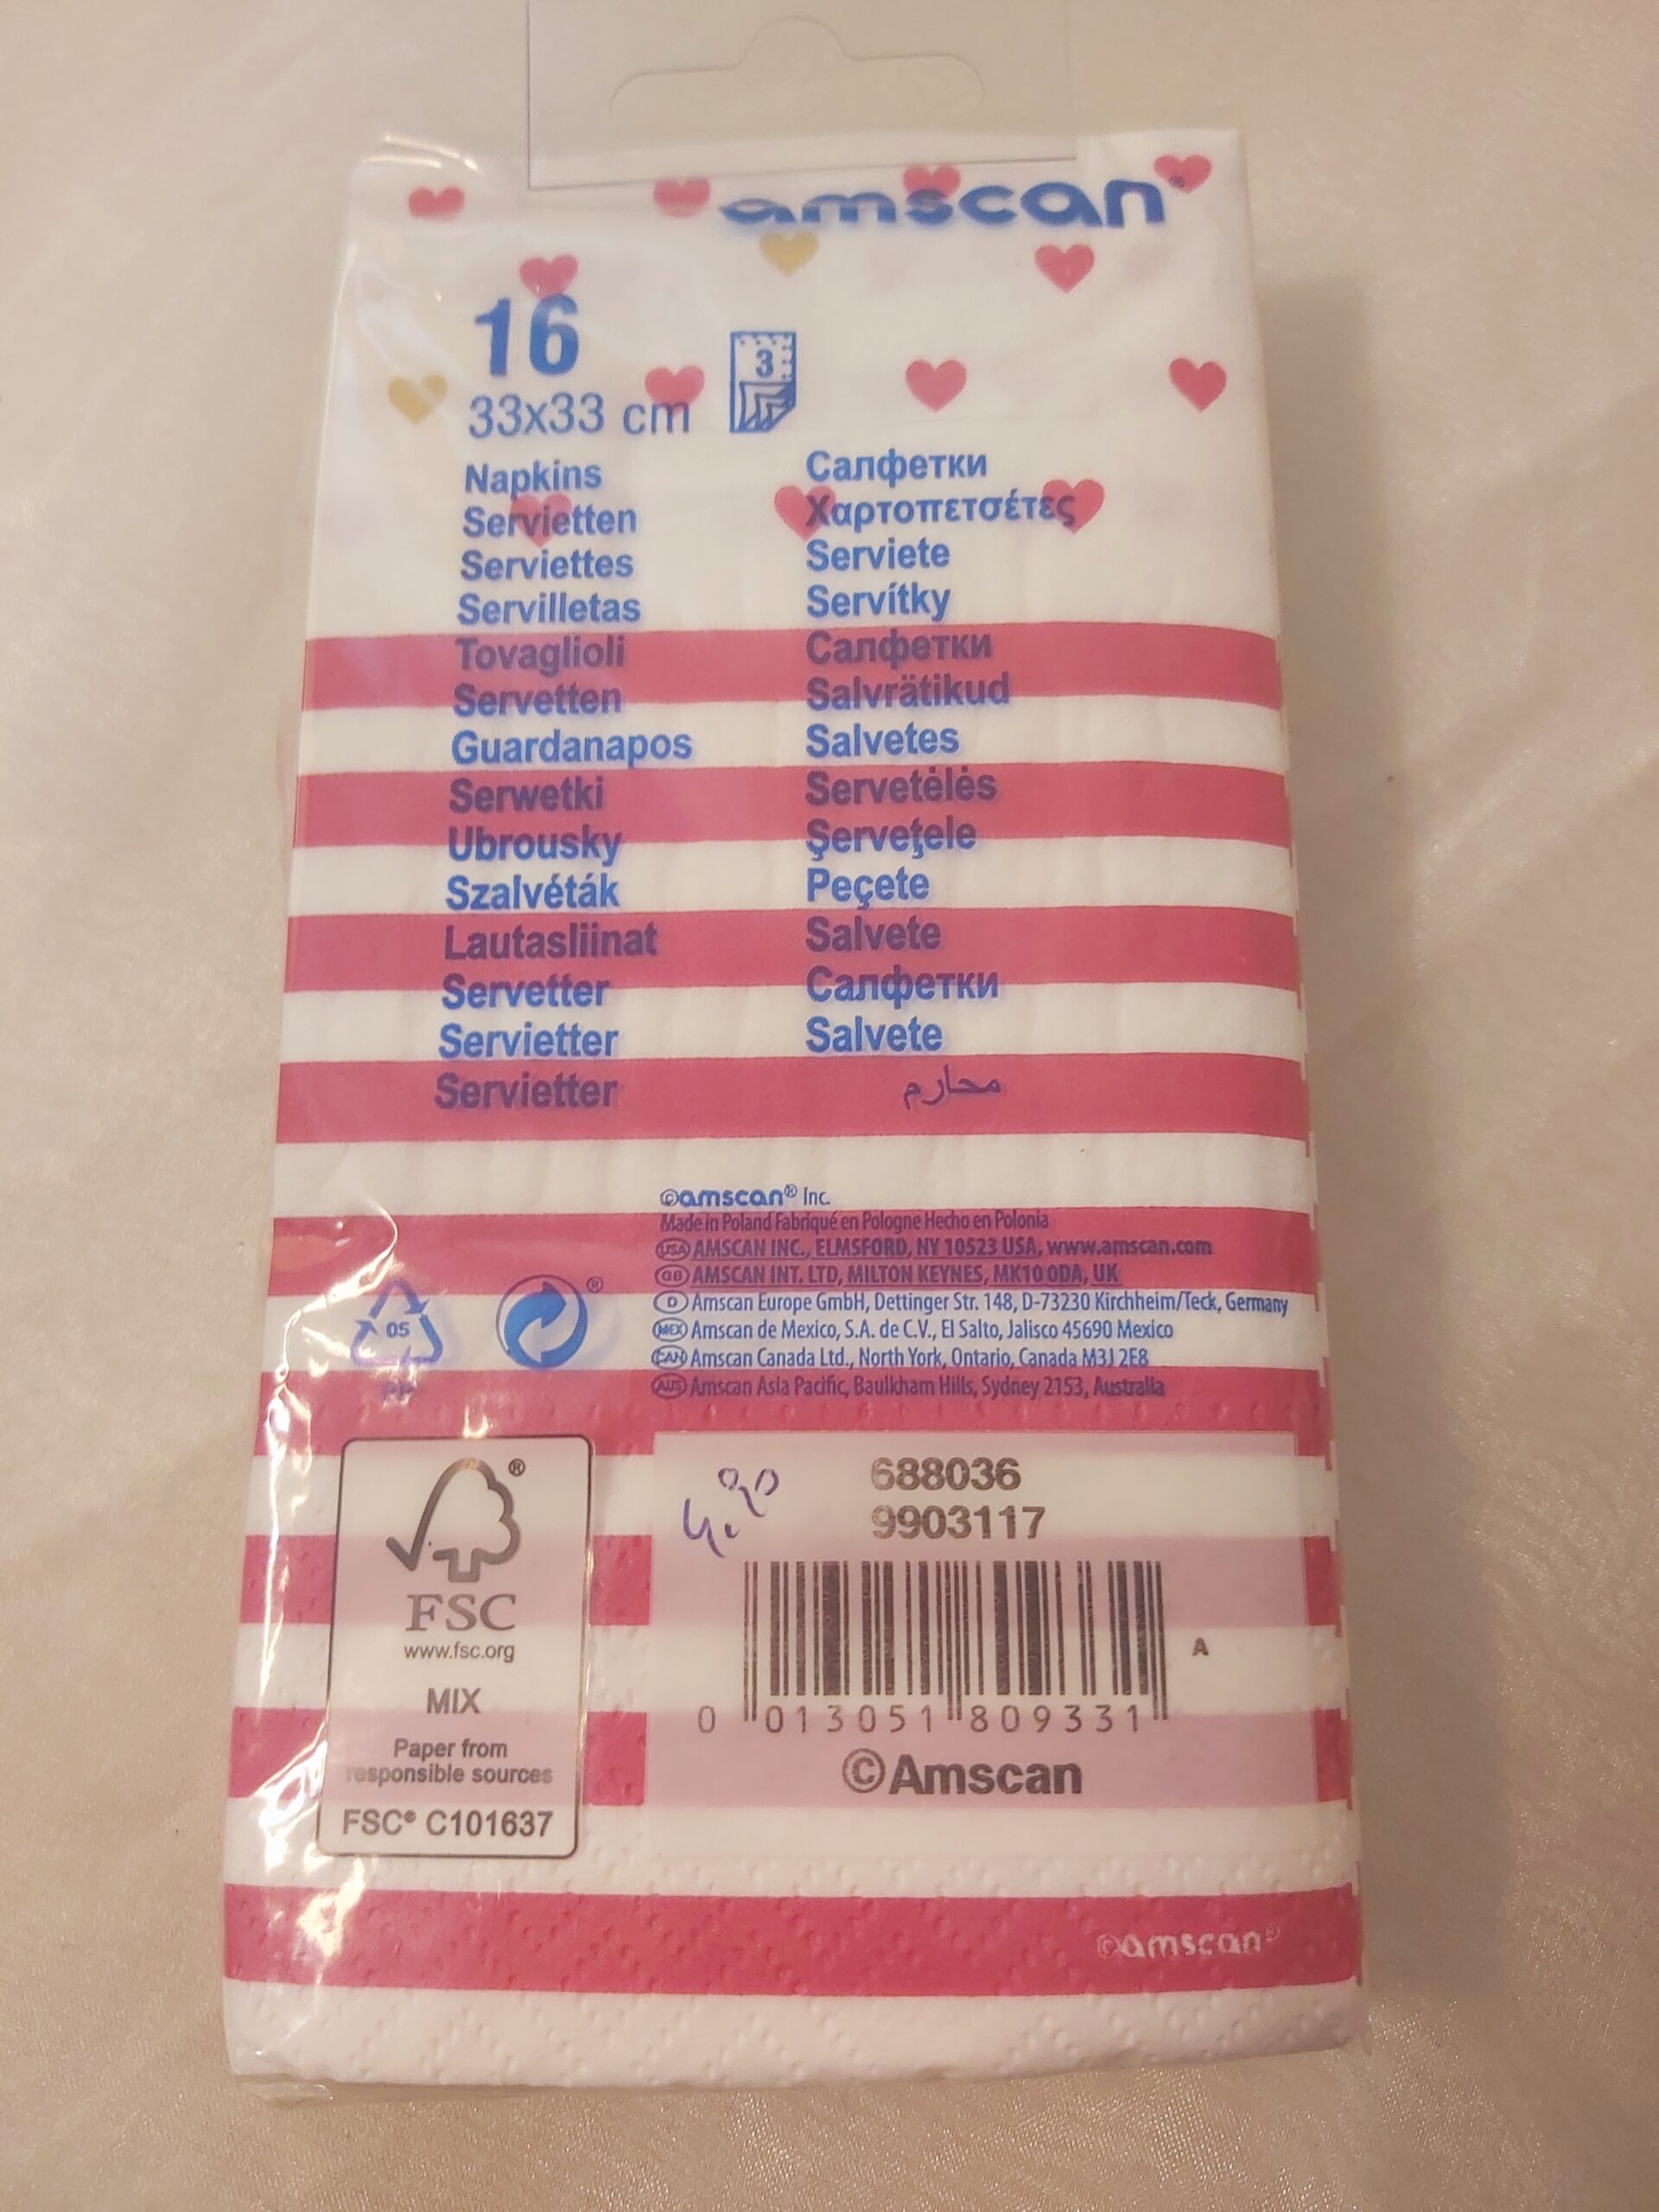 amscan®
16
3
33x33 cm
Napkins
Servietten
Serviettes
Servilletas
Tovaglioli
Servetten
Guardanapos
Serwetki
Ubrousky
Szalvéták
Lautasliinat
Servetter
Servietter
Servietter
Салфетки
Χαρτοπετσέτες
Serviete
Servítky
Салфетки
Salvrätikud
Salvetes
Servetėlės
Şerveţele
Peçete
Salvete
Салфетки
Salvete
محارم
©amscan® Inc.
Made in Poland Fabriqué en Pologne Hecho en Polonia
USA AMSCAN INC., ELMSFORD, NY 10523 USA, www.amscan.com
GB AMSCAN INT. LTD, MILTON KEYNES, MK10 0DA, UK
D Amscan Europe GmbH, Dettinger Str. 148, D-73230 Kirchheim/Teck, Germany
MEX Amscan de Mexico, S.A. de C.V., El Salto, Jalisco 45690 Mexico
CAN Amscan Canada Ltd., North York, Ontario, Canada M3J 2E8
AUS Amscan Asia Pacific, Baulkham Hills, Sydney 2153, Australia
05
PP
®
®
FSC
www.fsc.org
MIX
Paper from
responsible sources
FSC® C101637
4.90
688036
9903117
A
0 013051 809331
©Amscan
©amscan®